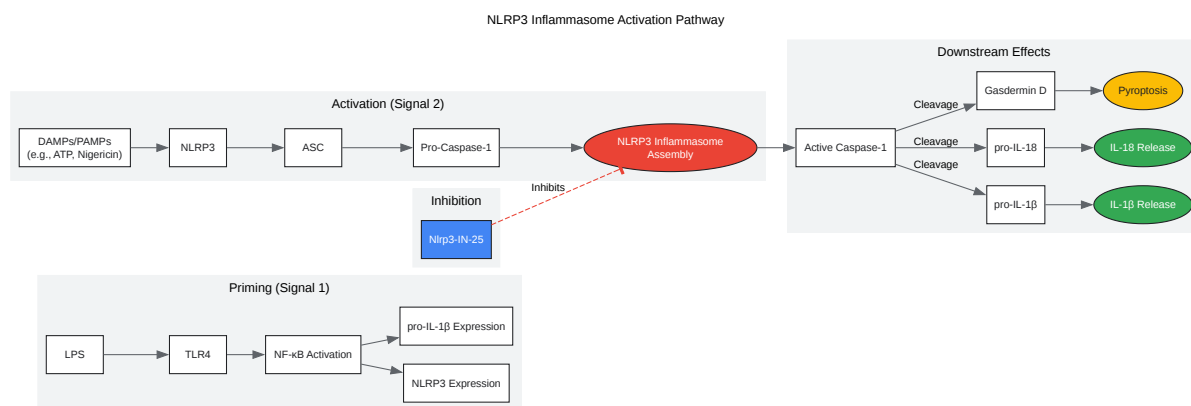 NLRP3 Inflammasome Activation Pathway
Downstream Effects
Gasdermin D
Pyroptosis
Cleavage
Activation (Signal 2)
DAMPs/PAMPs
(e.g., ATP, Nigericin)
NLRP3
ASC
Pro-Caspase-1
NLRP3 Inflammasome
Assembly
Active Caspase-1
Cleavage
pro-IL-18
IL-18 Release
Cleavage
pro-IL-1β
IL-1β Release
Inhibits
Inhibition
Nlrp3-IN-25
Priming (Signal 1)
LPS
TLR4
NF-κB Activation
pro-IL-1β Expression
NLRP3 Expression